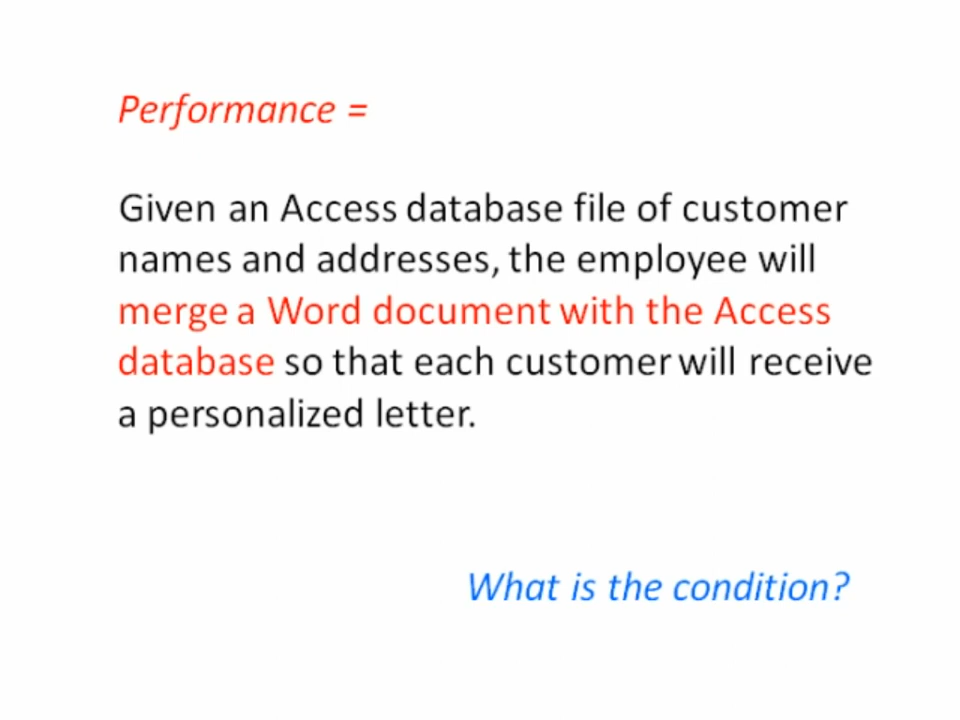 Performance =
Given an Access database file of customer
names and addresses, the employee will
merge a Word document with the Access
database so that each customer will receive
a personalized letter.
What is the condition?